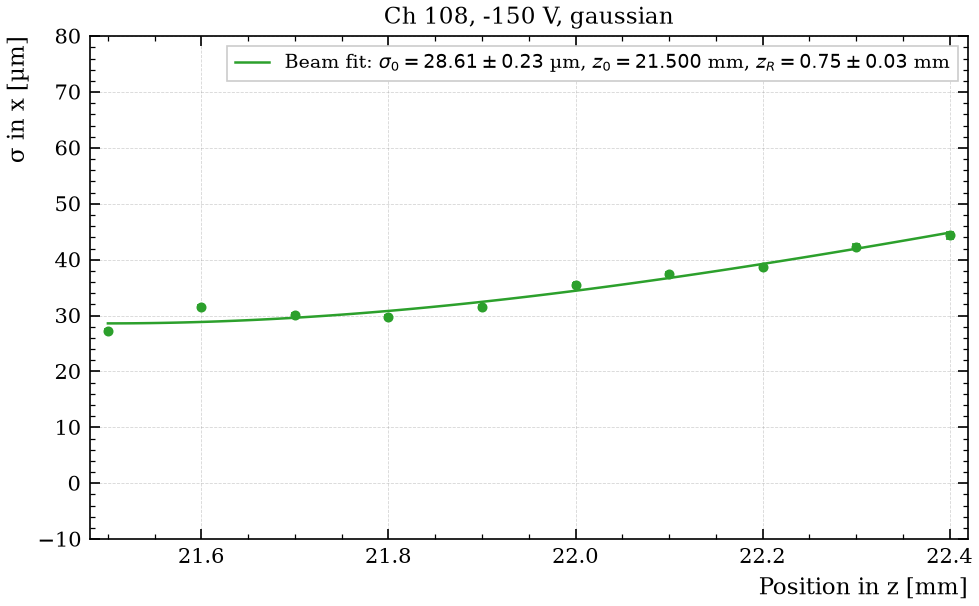 Ch 108, -150 V, gaussian
Beam fit: σ₀ = 28.61 ± 0.23 µm, z₀ = 21.500 mm, z_R = 0.75 ± 0.03 mm
σ in x [µm]
80
70
60
50
40
30
20
10
0
−10
21.6 21.8 22.0 22.2 22.4
Position in z [mm]